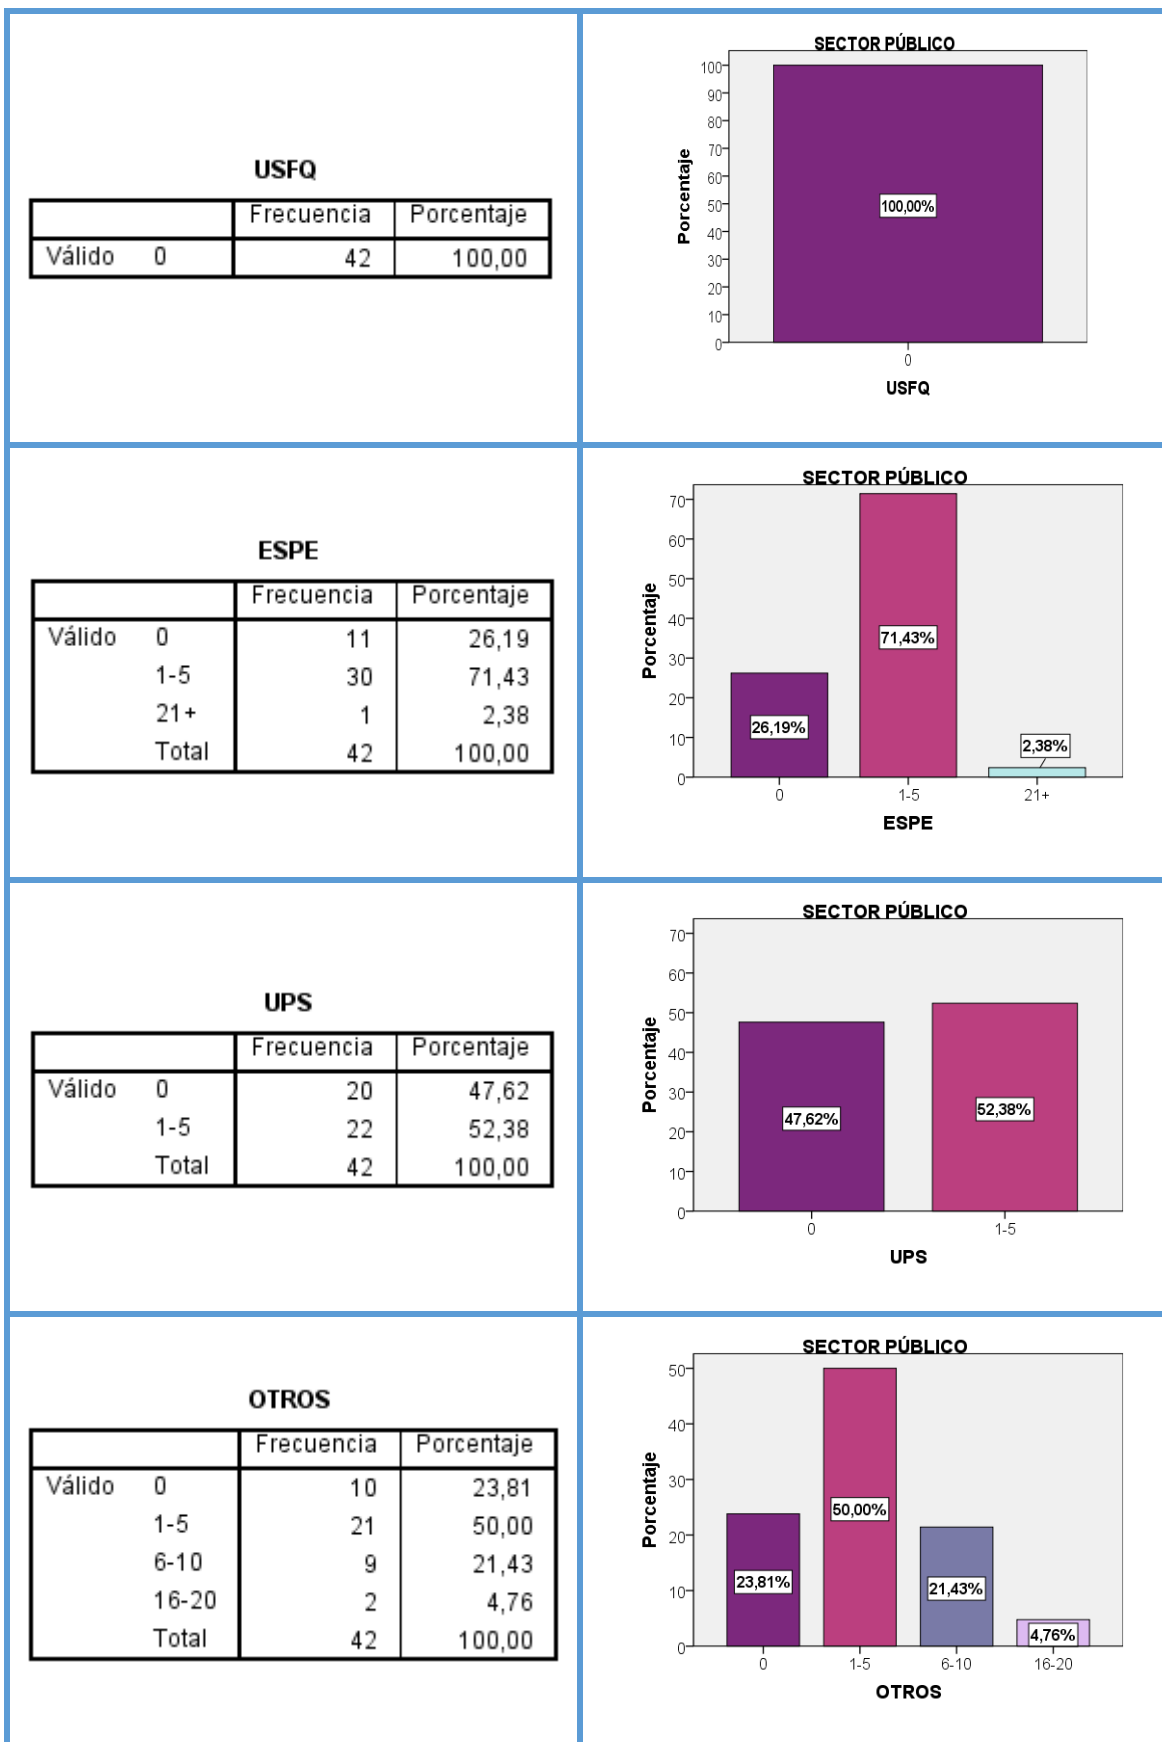 USFQ
Frecuencia Porcentaje
Válido 0 42 100,00
SECTOR PÚBLICO
Porcentaje
100
90
80
70
60
50
40
30
20
10
0
100,00%
0
USFQ
ESPE
Frecuencia Porcentaje
Válido 0 11 26,19
1-5 30 71,43
21+ 1 2,38
Total 42 100,00
SECTOR PÚBLICO
Porcentaje
70
60
50
40
30
20
10
0
26,19%
71,43%
2,38%
0 1-5 21+
ESPE
UPS
Frecuencia Porcentaje
Válido 0 20 47,62
1-5 22 52,38
Total 42 100,00
SECTOR PÚBLICO
Porcentaje
70
60
50
40
30
20
10
0
47,62%
52,38%
0 1-5
UPS
OTROS
Frecuencia Porcentaje
Válido 0 10 23,81
1-5 21 50,00
6-10 9 21,43
16-20 2 4,76
Total 42 100,00
SECTOR PÚBLICO
Porcentaje
50
40
30
20
10
0
23,81%
50,00%
21,43%
4,76%
0 1-5 6-10 16-20
OTROS